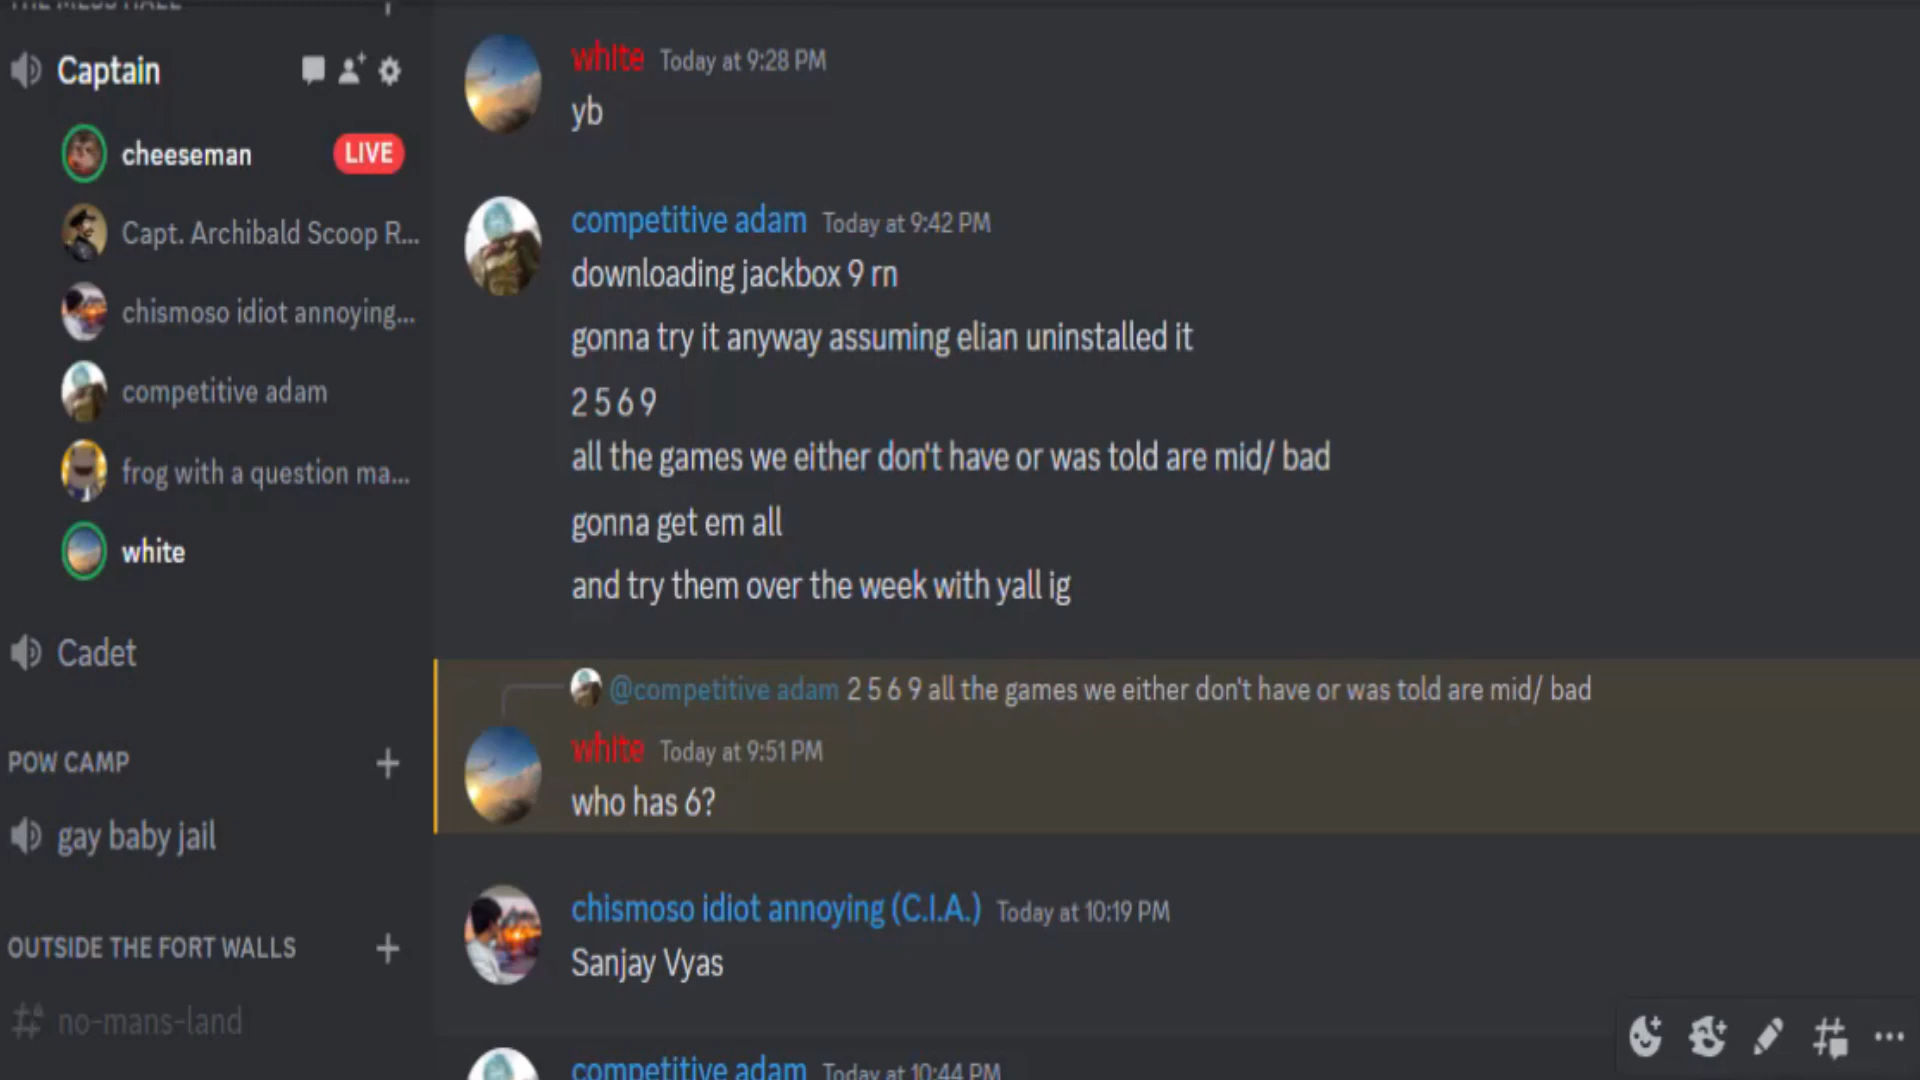 THE MESS HALL
Captain
cheeseman
LIVE
Capt. Archibald Scoop R...
chismoso idiot annoying...
competitive adam
frog with a question ma...
white
Cadet
POW CAMP
gay baby jail
OUTSIDE THE FORT WALLS
no-mans-land
white Today at 9:28 PM
yb
competitive adam Today at 9:42 PM
downloading jackbox 9 rn
gonna try it anyway assuming elian uninstalled it
2 5 6 9
all the games we either don't have or was told are mid/ bad
gonna get em all
and try them over the week with yall ig
@competitive adam 2 5 6 9 all the games we either don't have or was told are mid/ bad
white Today at 9:51 PM
who has 6?
chismoso idiot annoying (C.I.A.) Today at 10:19 PM
Sanjay Vyas
competitive adam Today at 10:44 PM